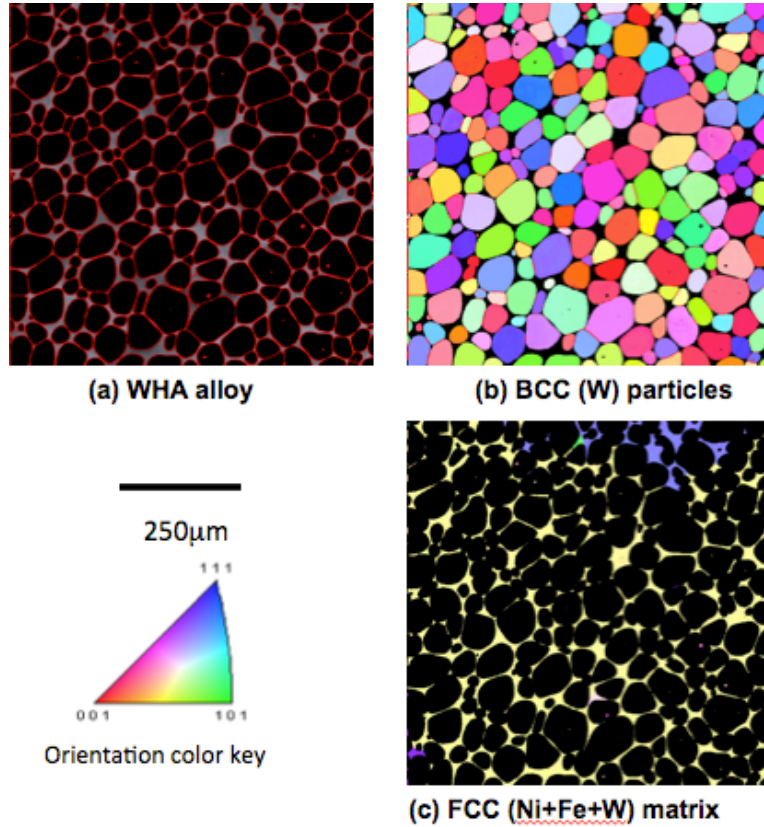 (a) WHA alloy
(b) BCC (W) particles
250μm
111
001
101
Orientation color key
(c) FCC (Ni+Fe+W) matrix